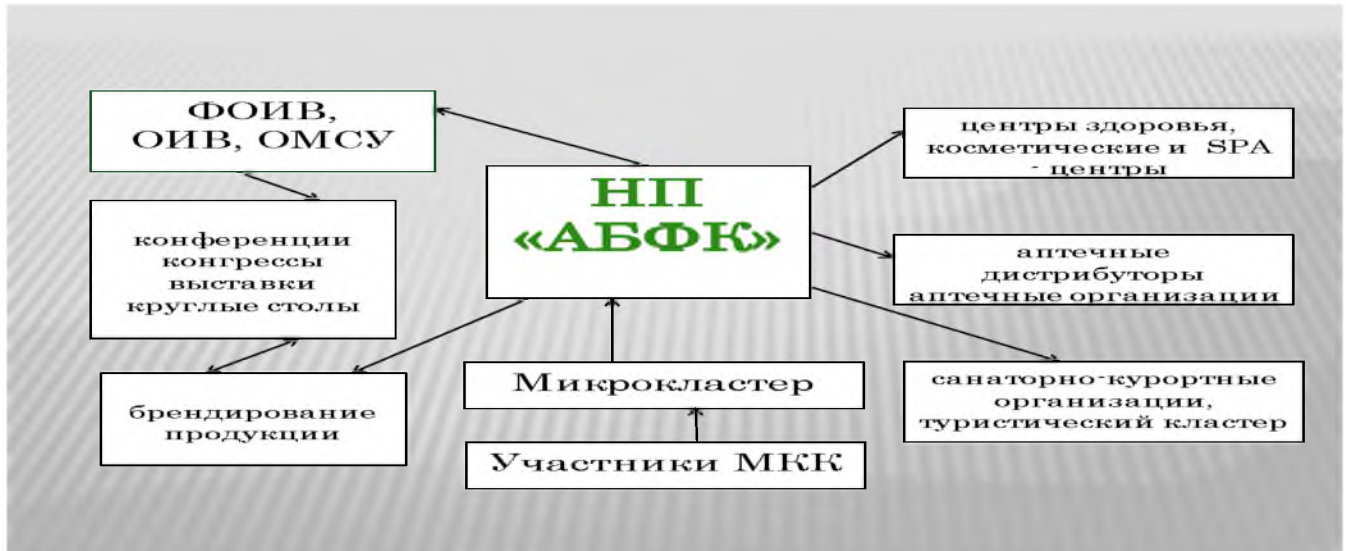 ФОИВ,
ОИВ, ОМСУ
конференции
конгрессы
выставки
круглые столы
брендирование
продукции
НП
«АБФК»
Микрокластер
Участники МКК
центры здоровья,
косметические и SPA
- центры
аптечные
дистрибуторы
аптечные организации
санаторно-курортные
организации,
туристический кластер